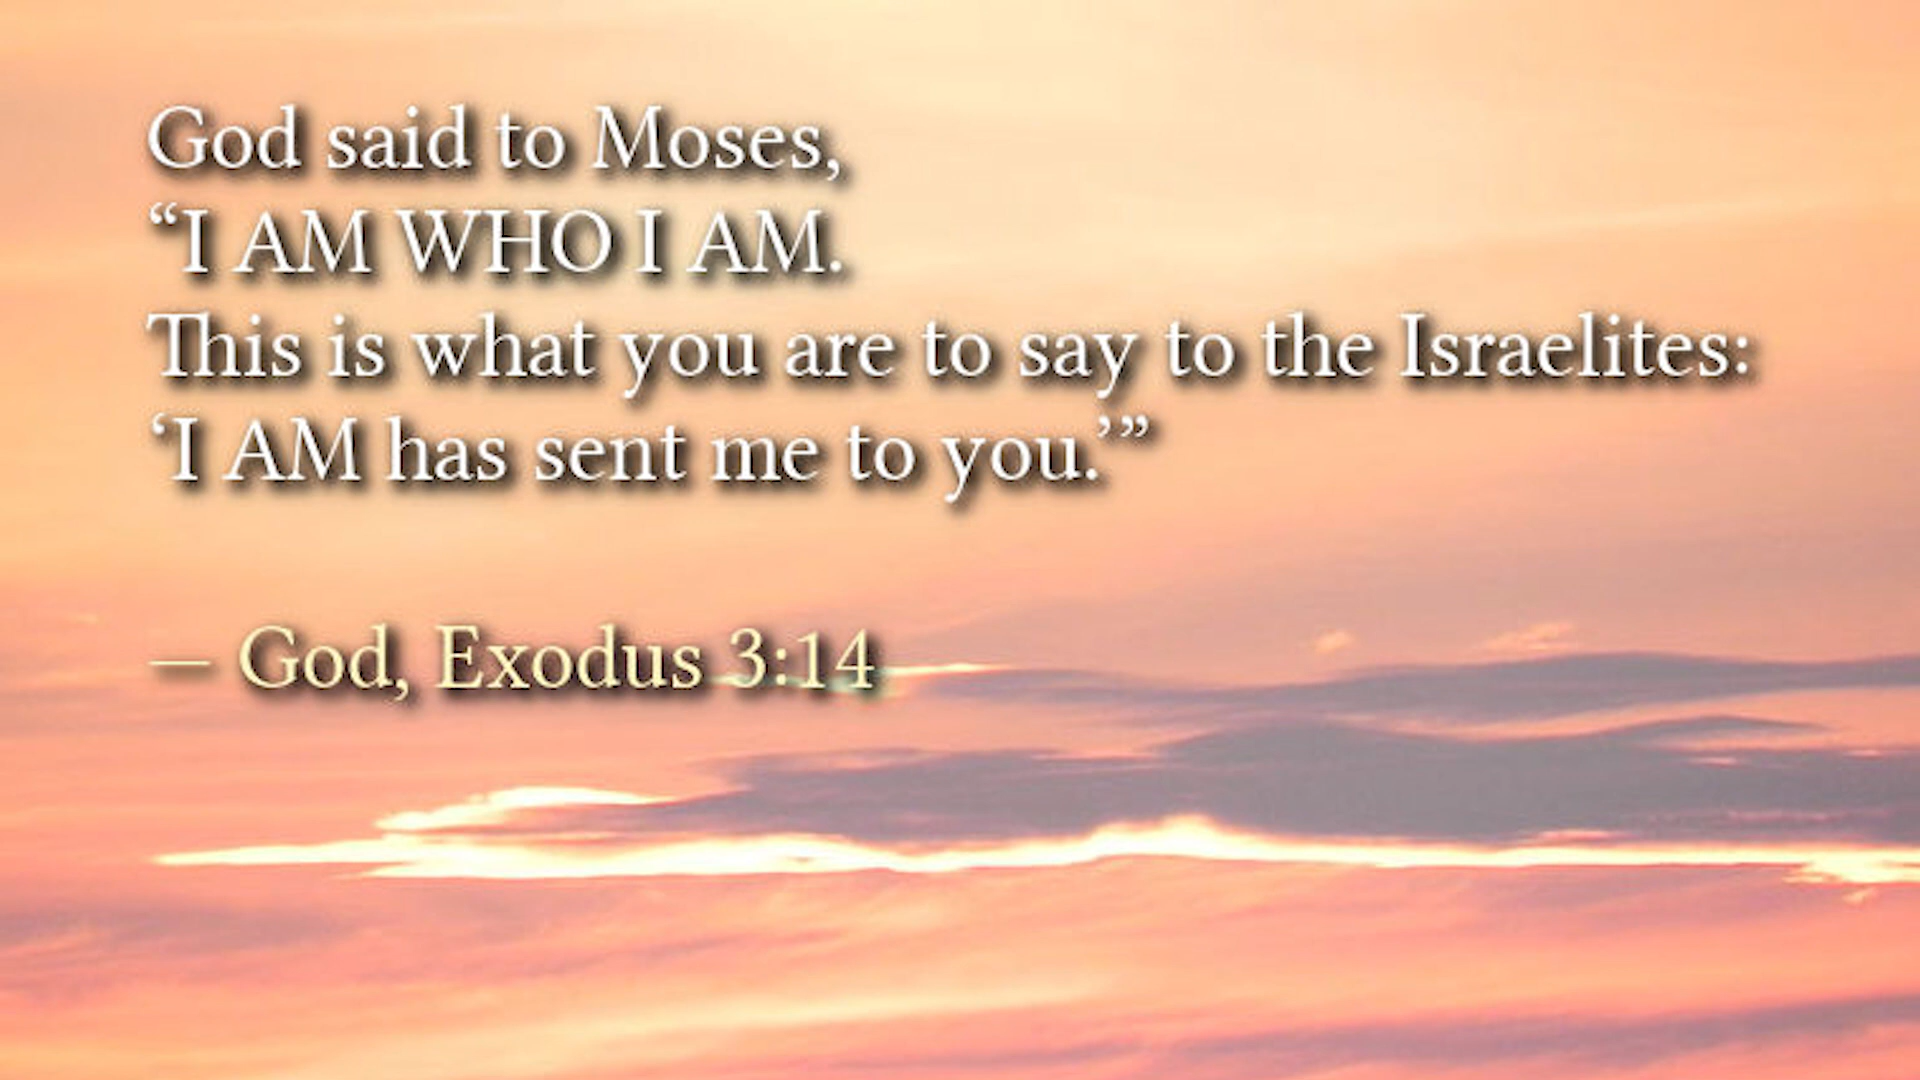 God said to Moses,
“I AM WHO I AM.
This is what you are to say to the Israelites:
‘I AM has sent me to you.’”
— God, Exodus 3:14